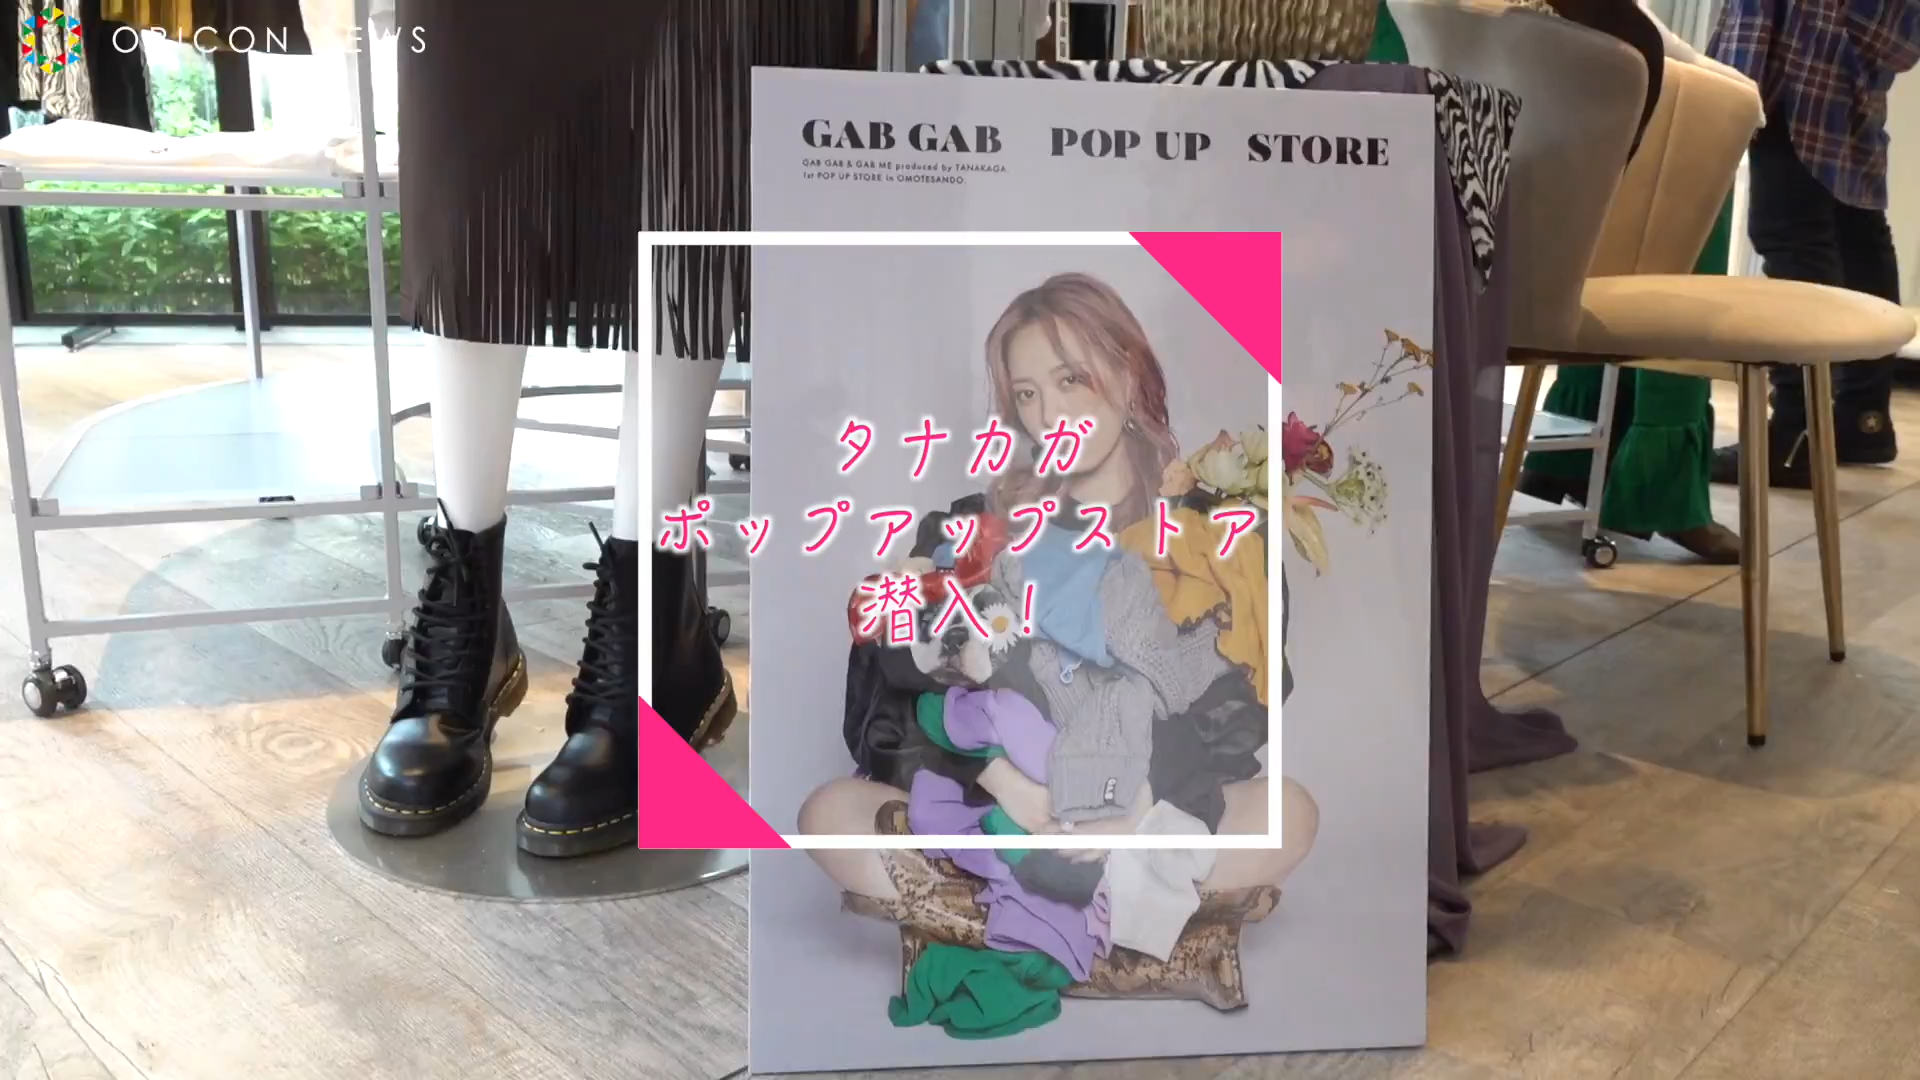 ORICON NEWS
GAB GAB POP UP STORE
GAB GAB & GAB ME produced by TANAKAGA
1st POP UP STORE in OMOTESANDO.
タナカガ
ポップアップストア
潜入！